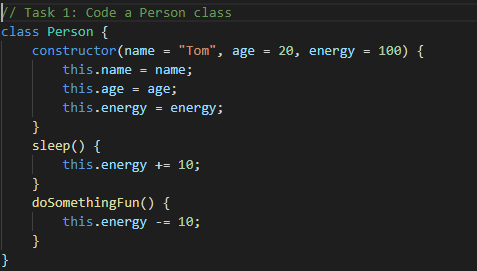 // Task 1: Code a Person class
class Person {
    constructor(name = "Tom", age = 20, energy = 100) {
        this.name = name;
        this.age = age;
        this.energy = energy;
    }
    sleep() {
        this.energy += 10;
    }
    doSomethingFun() {
        this.energy -= 10;
    }
}